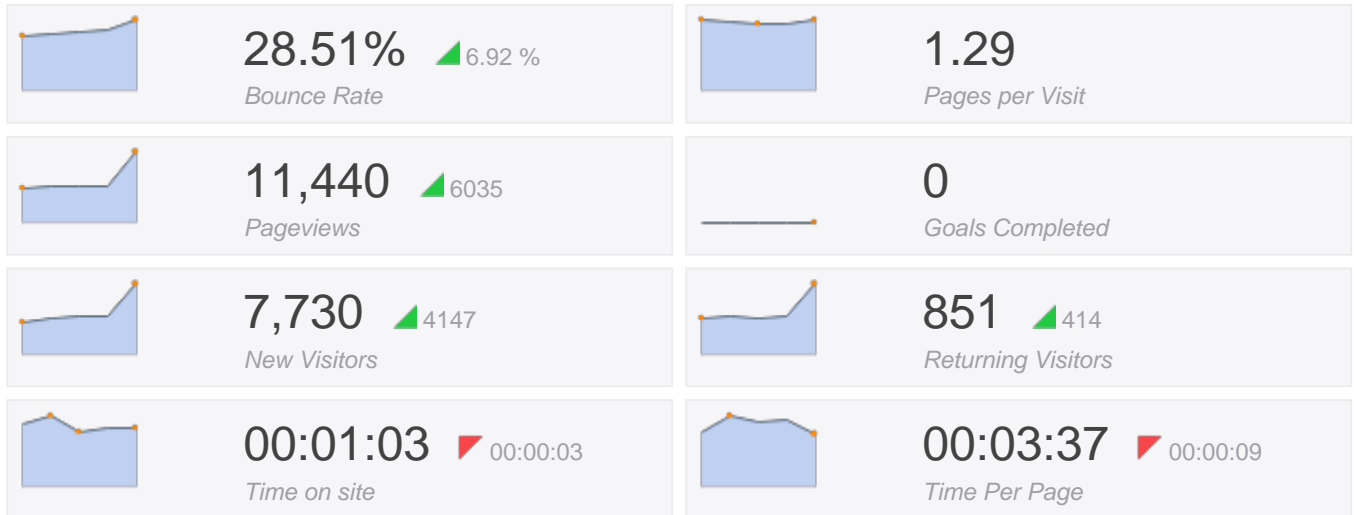 28.51% 6.92 %
Bounce Rate
1.29
Pages per Visit
11,440 6035
Pageviews
0
Goals Completed
7,730 4147
New Visitors
851 414
Returning Visitors
00:01:03 00:00:03
Time on site
00:03:37 00:00:09
Time Per Page